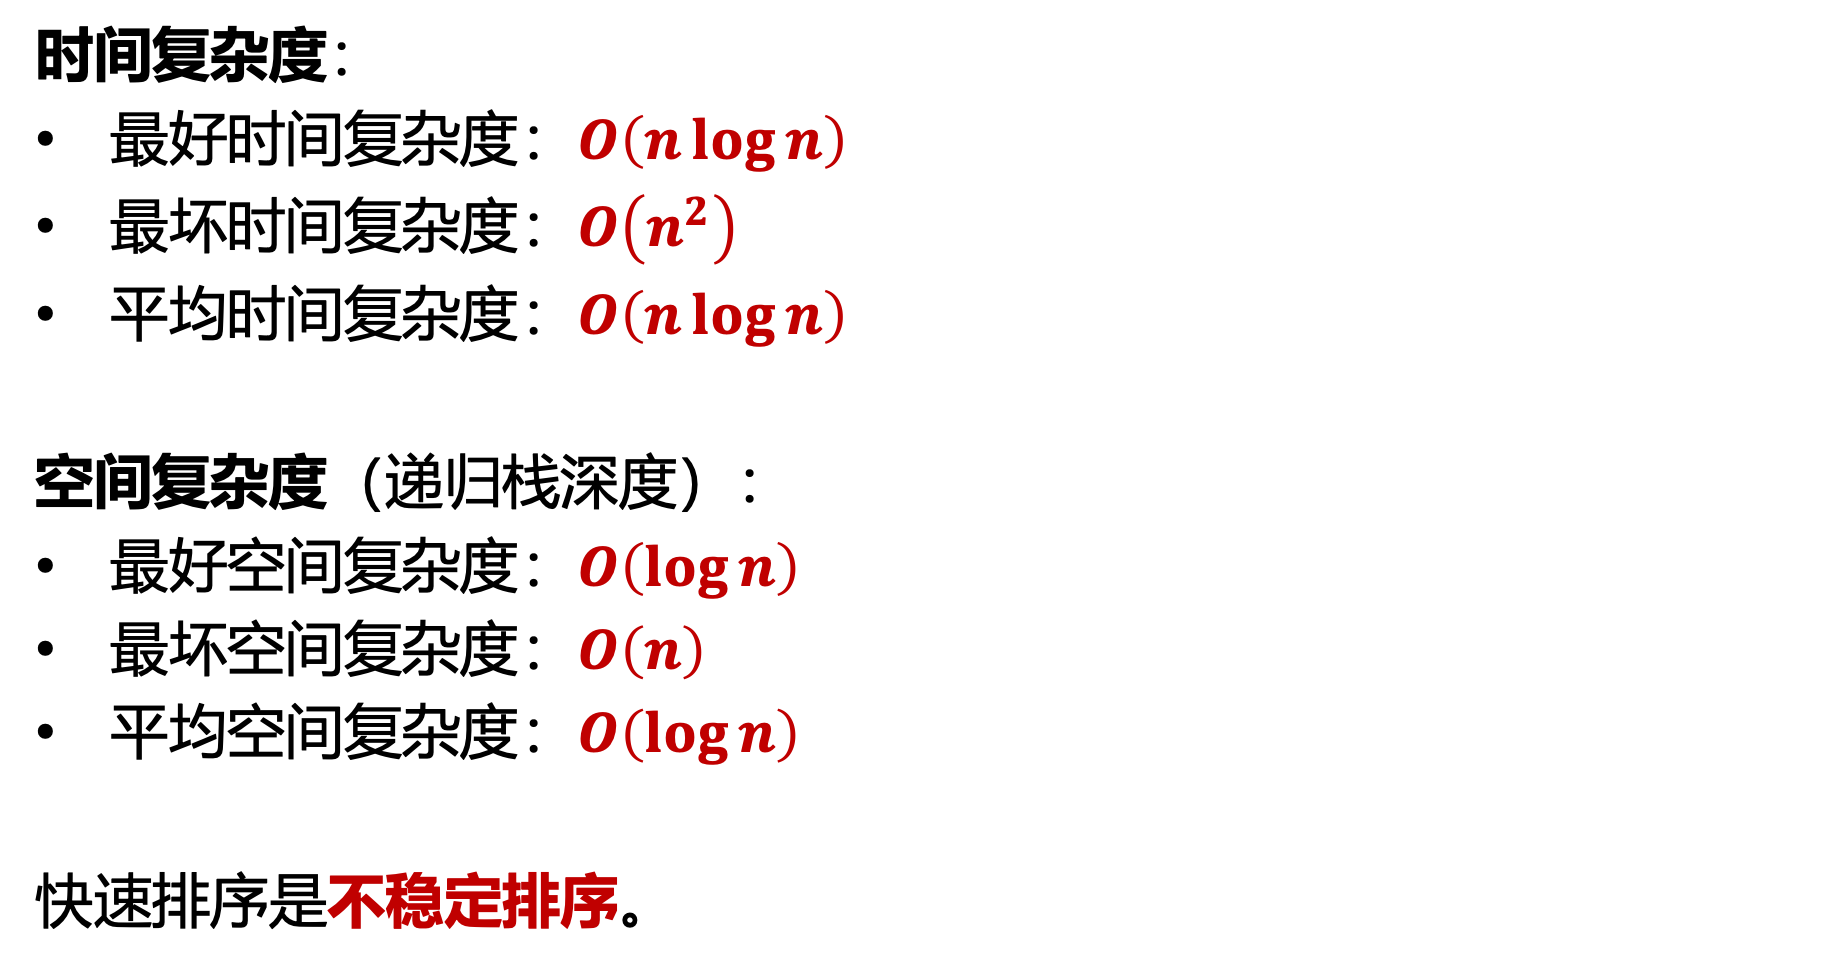 时间复杂度：
• 最好时间复杂度：O(n log n)
• 最坏时间复杂度：O(n²)
• 平均时间复杂度：O(n log n)
空间复杂度（递归栈深度）：
• 最好空间复杂度：O(log n)
• 最坏空间复杂度：O(n)
• 平均空间复杂度：O(log n)
快速排序是不稳定排序。